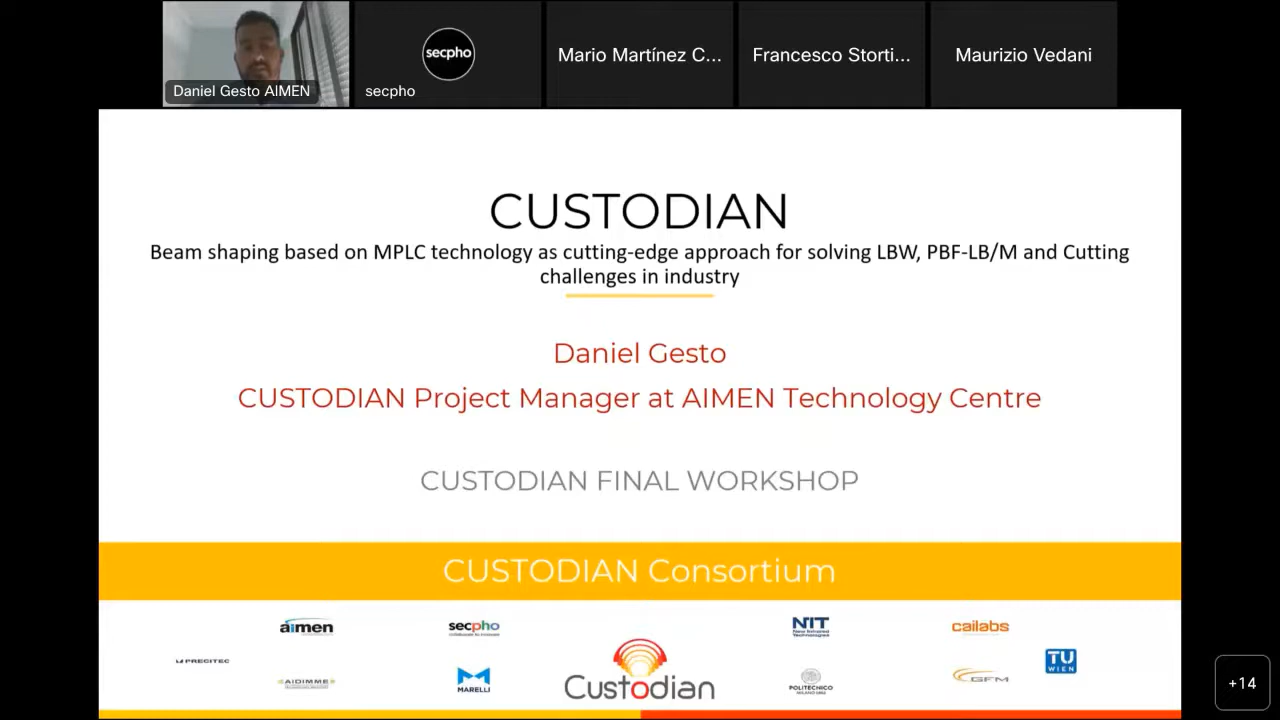 Daniel Gesto AIMEN
secpho
secpho
Mario Martínez C...
Francesco Storti...
Maurizio Vedani
CUSTODIAN
Beam shaping based on MPLC technology as cutting-edge approach for solving LBW, PBF-LB/M and Cutting
challenges in industry
Daniel Gesto
CUSTODIAN Project Manager at AIMEN Technology Centre
CUSTODIAN FINAL WORKSHOP
CUSTODIAN Consortium
aimen
secpho
NIT
New Infrared
Technologies
cailabs
PRECITEC
AIDIMME
MARELLI
Custodian
POLITECNICO
MILANO 1863
GFM
TU
WIEN
+14